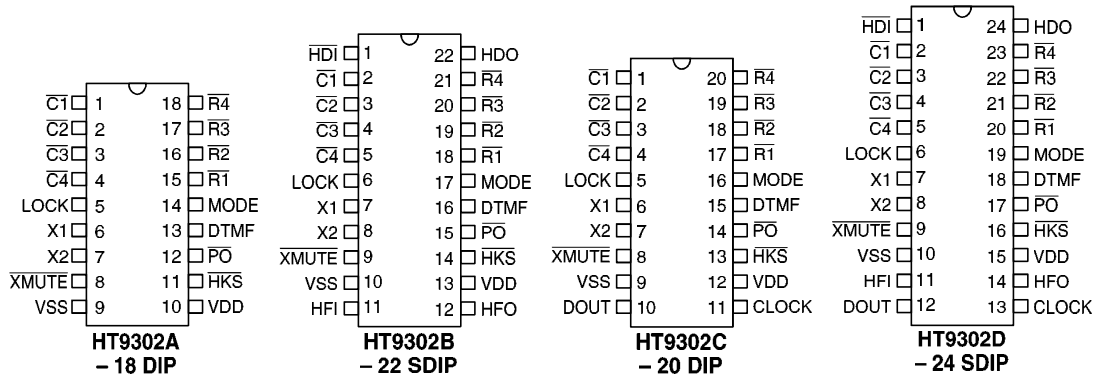 C1 1 18 R4
C2 2 17 R3
C3 3 16 R2
C4 4 15 R1
LOCK 5 14 MODE
X1 6 13 DTMF
X2 7 12 PO
XMUTE 8 11 HKS
VSS 9 10 VDD
HT9302A
– 18 DIP
HDI 1 22 HDO
C1 2 21 R4
C2 3 20 R3
C3 4 19 R2
C4 5 18 R1
LOCK 6 17 MODE
X1 7 16 DTMF
X2 8 15 PO
XMUTE 9 14 HKS
VSS 10 13 VDD
HFI 11 12 HFO
HT9302B
– 22 SDIP
C1 1 20 R4
C2 2 19 R3
C3 3 18 R2
C4 4 17 R1
LOCK 5 16 MODE
X1 6 15 DTMF
X2 7 14 PO
XMUTE 8 13 HKS
VSS 9 12 VDD
DOUT 10 11 CLOCK
HT9302C
– 20 DIP
HDI 1 24 HDO
C1 2 23 R4
C2 3 22 R3
C3 4 21 R2
C4 5 20 R1
LOCK 6 19 MODE
X1 7 18 DTMF
X2 8 17 PO
XMUTE 9 16 HKS
VSS 10 15 VDD
HFI 11 14 HFO
DOUT 12 13 CLOCK
HT9302D
– 24 SDIP